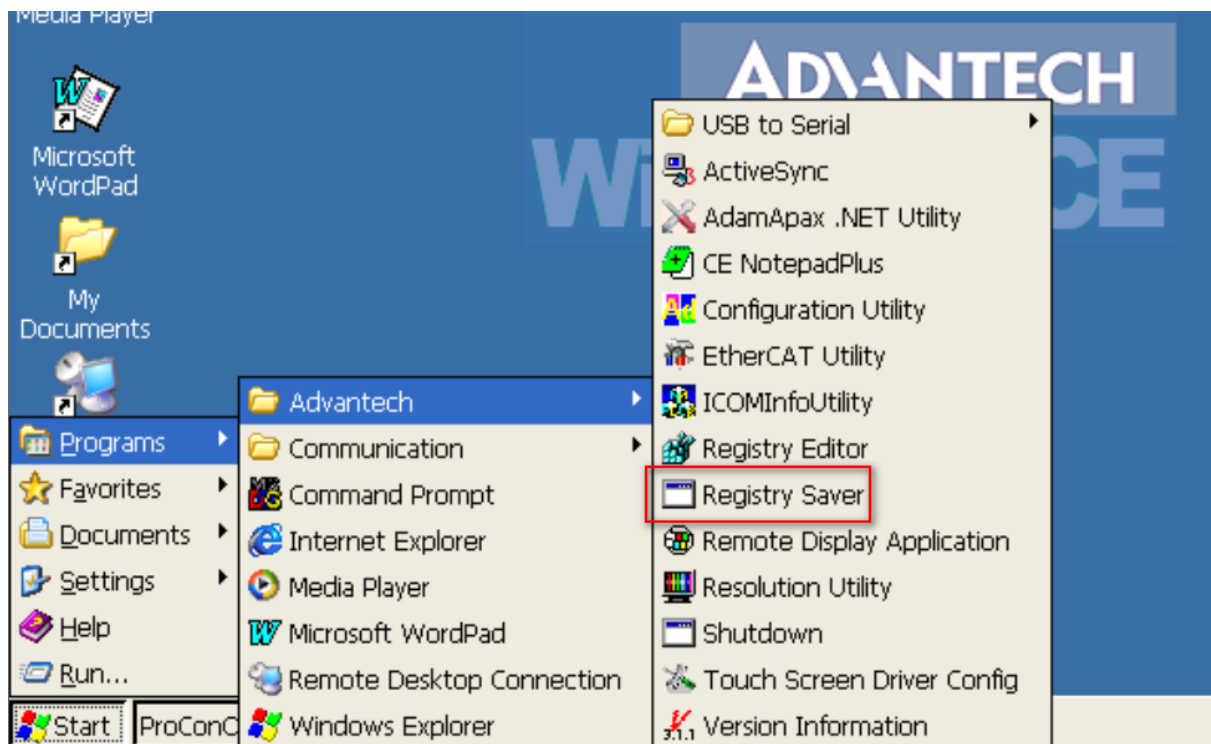 Media Player
Microsoft
WordPad
My
Documents
ADVANTECH
CE
Programs
Favorites
Documents
Settings
Help
Run...
Start
Advantech
Communication
Command Prompt
Internet Explorer
Media Player
Microsoft WordPad
Remote Desktop Connection
Windows Explorer
USB to Serial
ActiveSync
AdamApax .NET Utility
CE NotepadPlus
Configuration Utility
EtherCAT Utility
ICOMInfoUtility
Registry Editor
Registry Saver
Remote Display Application
Resolution Utility
Shutdown
Touch Screen Driver Config
Version Information